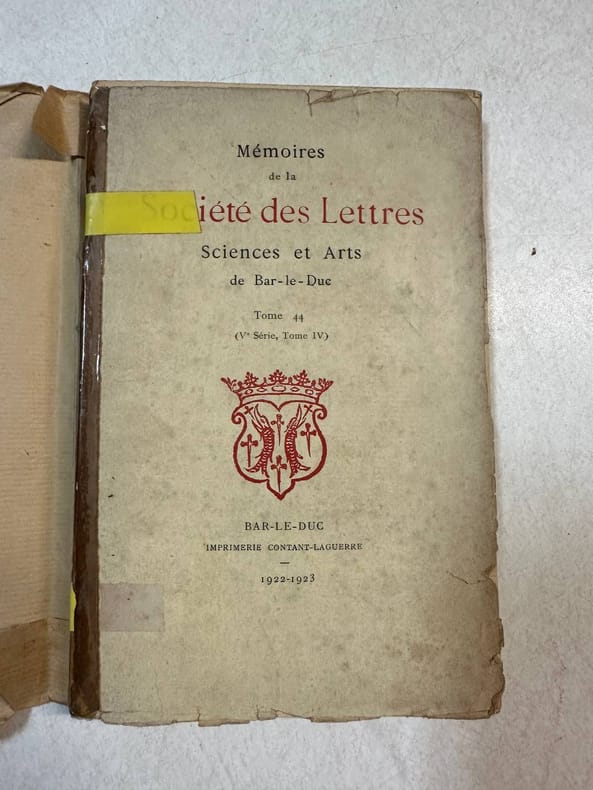 Mémoires
de la
Société des Lettres
Sciences et Arts
de Bar-le-Duc
Tome 44
(Vᵉ Série, Tome IV)
BAR-LE-DUC
IMPRIMERIE CONTANT-LAGUERRE
1922-1923